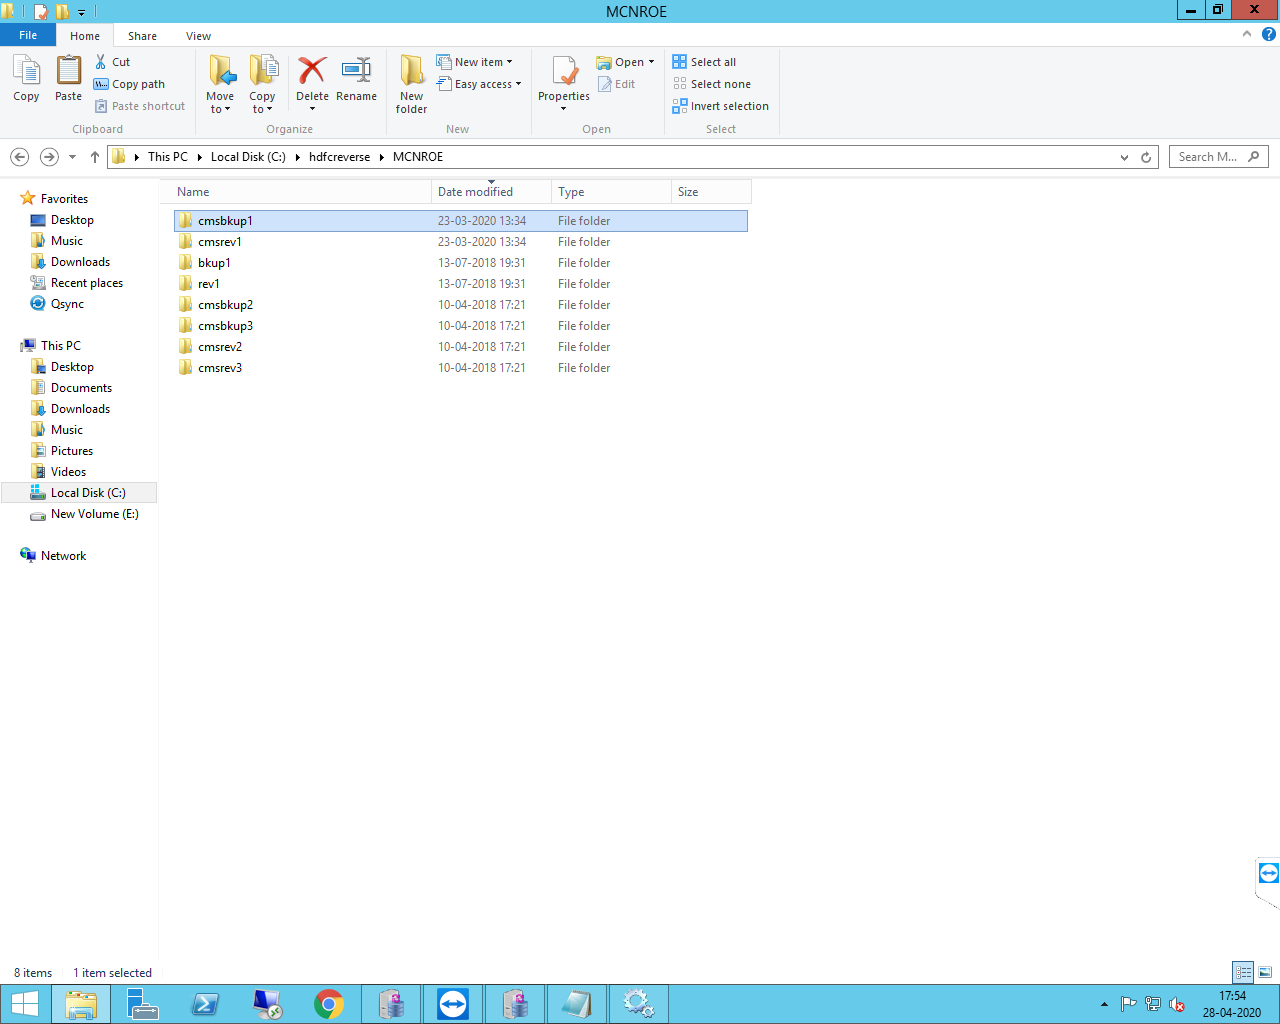 MCNROE
File Home Share View
Copy Paste Cut Copy path Paste shortcut Clipboard
Move to Copy to Delete Rename Organize
New folder New item Easy access New
Properties Open Edit Open
Select all Select none Invert selection Select
This PC Local Disk (C:) hdfcreverse MCNROE Search M...
Favorites
Desktop
Music
Downloads
Recent places
Qsync
This PC
Desktop
Documents
Downloads
Music
Pictures
Videos
Local Disk (C:)
New Volume (E:)
Network
Name Date modified Type Size
cmsbkup1 23-03-2020 13:34 File folder
cmsrev1 23-03-2020 13:34 File folder
bkup1 13-07-2018 19:31 File folder
rev1 13-07-2018 19:31 File folder
cmsbkup2 10-04-2018 17:21 File folder
cmsbkup3 10-04-2018 17:21 File folder
cmsrev2 10-04-2018 17:21 File folder
cmsrev3 10-04-2018 17:21 File folder
8 items 1 item selected
17:54
28-04-2020